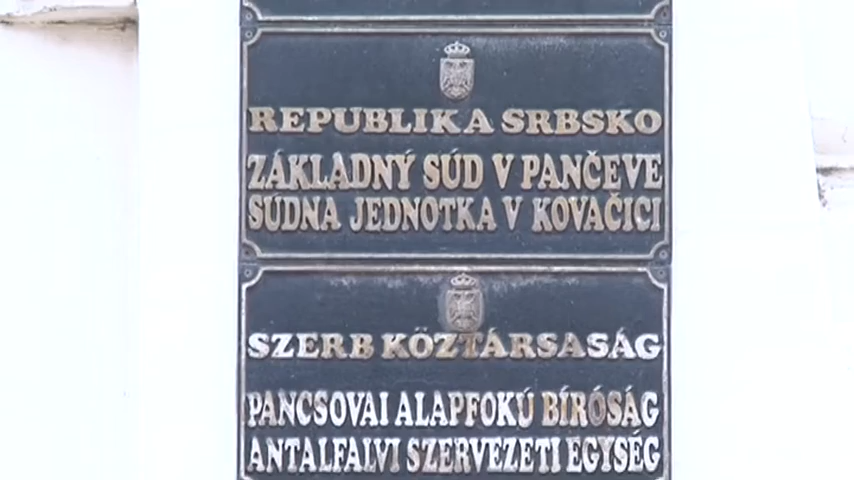 REPUBLIKA SRBSKO
ZÁKLADNÝ SÚD V PANČEVE
SÚDNA JEDNOTKA V KOVAČICI
SZERB KÖZTÁRSASÁG
PANCSOVAI ALAPFOKÚ BÍRÓSÁG
ANTALFALVI SZERVEZETI EGYSÉG